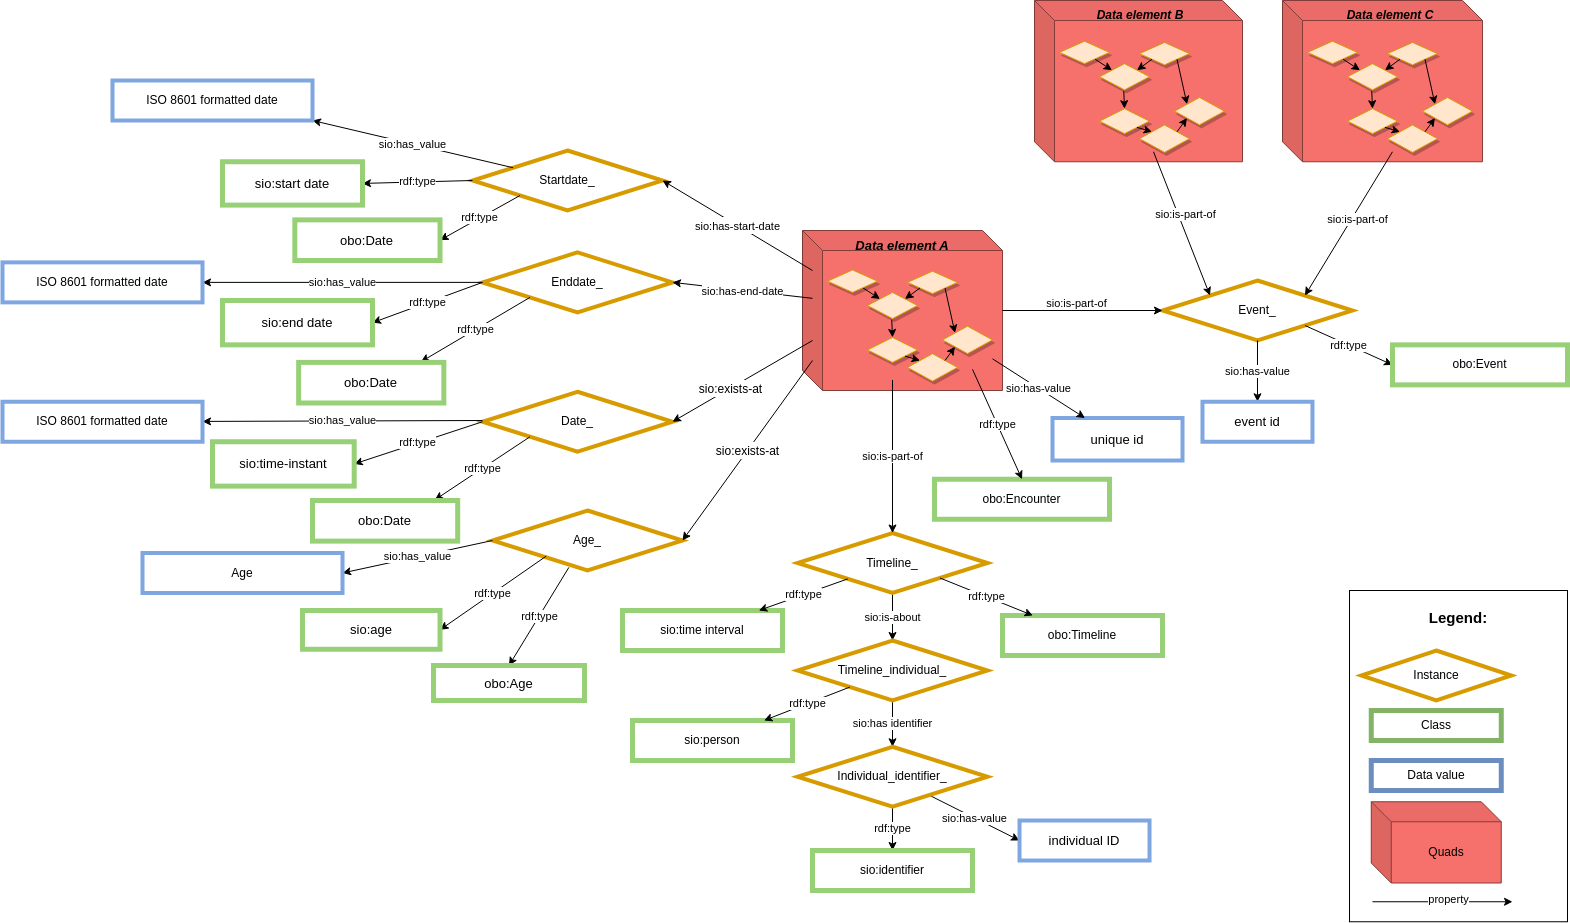 Data element B
Data element C
ISO 8601 formatted date
sio:has_value
sio:start date
rdf:type
Startdate_
rdf:type
obo:Date
sio:has-start-date
sio:is-part-of
sio:is-part-of
Data element A
ISO 8601 formatted date
sio:has_value
Enddate_
sio:has-end-date
rdf:type
sio:end date
rdf:type
obo:Date
sio:is-part-of
Event_
rdf:type
obo:Event
sio:has-value
event id
sio:exists-at
sio:has-value
unique id
rdf:type
ISO 8601 formatted date
sio:has_value
Date_
rdf:type
sio:time-instant
rdf:type
obo:Date
sio:exists-at
sio:is-part-of
obo:Encounter
Age_
sio:has_value
Age
rdf:type
sio:age
rdf:type
obo:Age
Timeline_
rdf:type
rdf:type
sio:time interval
sio:is-about
obo:Timeline
Timeline_individual_
rdf:type
sio:person
sio:has identifier
Individual_identifier_
rdf:type
sio:has-value
individual ID
sio:identifier
Legend:
Instance
Class
Data value
Quads
property